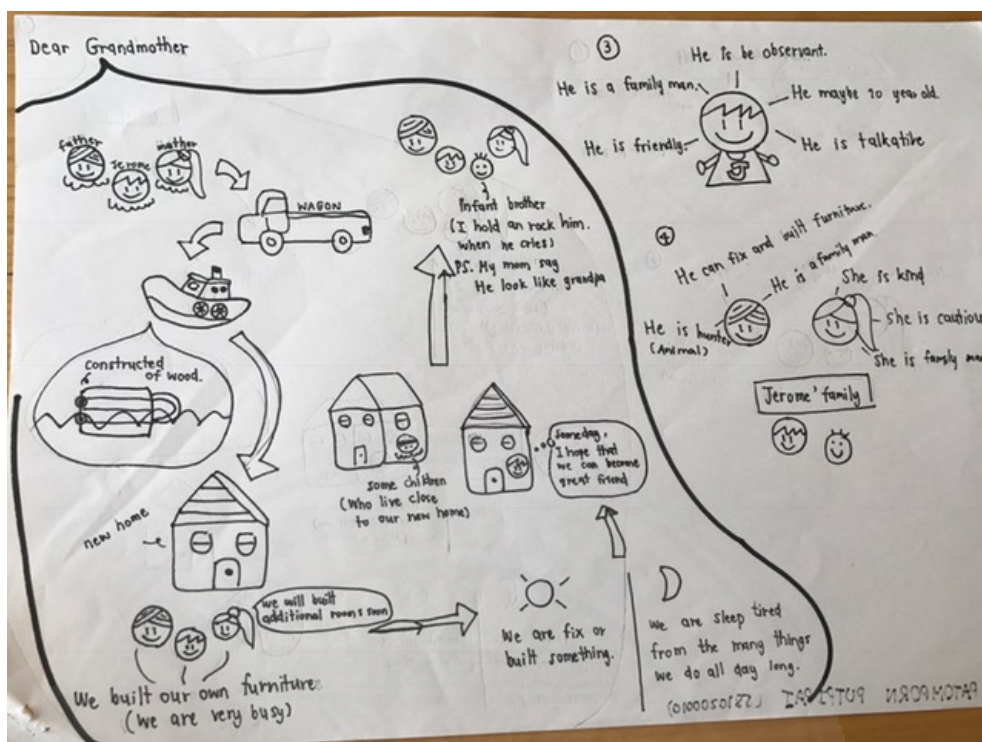 Dear Grandmother
father
Jerome
mother
WAGON
constructed
of wood.
new home
We built our own furniture
(we are very busy)
we will built
additional rooms soon
We are fix or
built something.
we are sleep tired
from the many things
we do all day long.
some children
(Who live close
to our new home)
someday,
I hope that
we can become
great friend
Infant brother
(I hold an rock him.
when he cries)
PS. My mom say
He look like grandpa
3
He is be observant.
He is a family man.
He maybe 20 year old.
He is friendly.
He is talkative
J
4
He can fix and built furniture.
He is a family man.
He is hunter
(Animal)
She is kind
She is cautious
She is family
Jerome' family
PATOMPORN PUTPIPAI